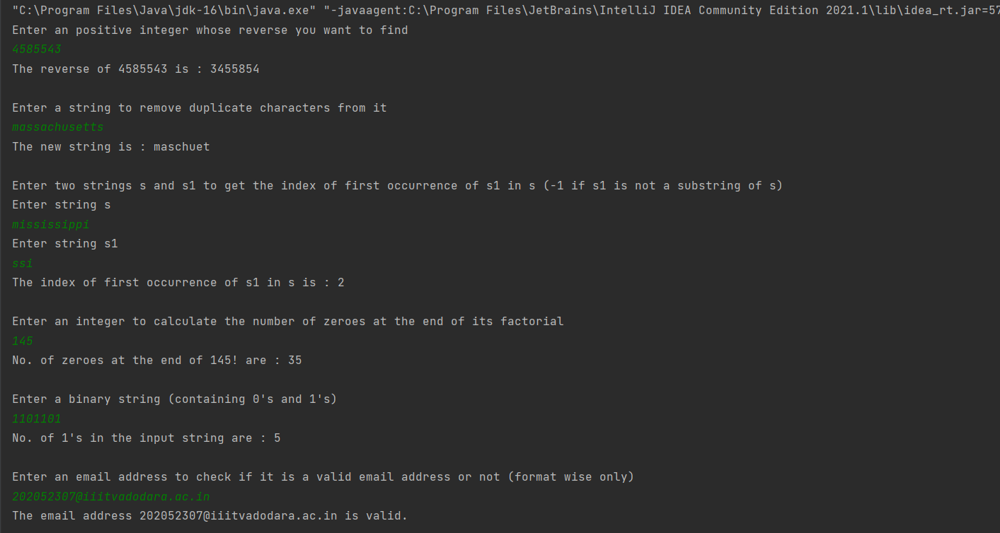 "C:\Program Files\Java\jdk-16\bin\java.exe" "-javaagent:C:\Program Files\JetBrains\IntelliJ IDEA Community Edition 2021.1\lib\idea_rt.jar=57
Enter an positive integer whose reverse you want to find
4585543
The reverse of 4585543 is : 3455854
Enter a string to remove duplicate characters from it
massachusetts
The new string is : maschuet
Enter two strings s and s1 to get the index of first occurrence of s1 in s (-1 if s1 is not a substring of s)
Enter string s
mississippi
Enter string s1
ssi
The index of first occurrence of s1 in s is : 2
Enter an integer to calculate the number of zeroes at the end of its factorial
145
No. of zeroes at the end of 145! are : 35
Enter a binary string (containing 0's and 1's)
1101101
No. of 1's in the input string are : 5
Enter an email address to check if it is a valid email address or not (format wise only)
202052307@iiitvadodara.ac.in
The email address 202052307@iiitvadodara.ac.in is valid.